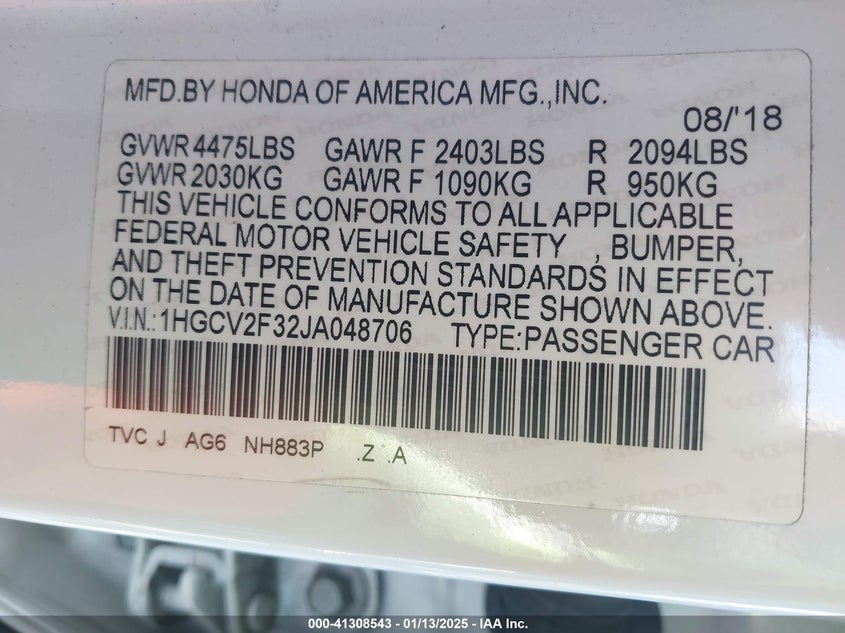 MFD.BY HONDA OF AMERICA MFG.,INC.
08/'18
GVWR 4475LBS GAWR F 2403LBS R 2094LBS
GVWR 2030KG GAWR F 1090KG R 950KG
THIS VEHICLE CONFORMS TO ALL APPLICABLE
FEDERAL MOTOR VEHICLE SAFETY , BUMPER,
AND THEFT PREVENTION STANDARDS IN EFFECT
ON THE DATE OF MANUFACTURE SHOWN ABOVE.
V.I.N.:1HGCV2F32JA048706 TYPE:PASSENGER CAR
TVC J AG6 NH883P .Z .A
000-41308543 - 01/13/2025 - IAA Inc.